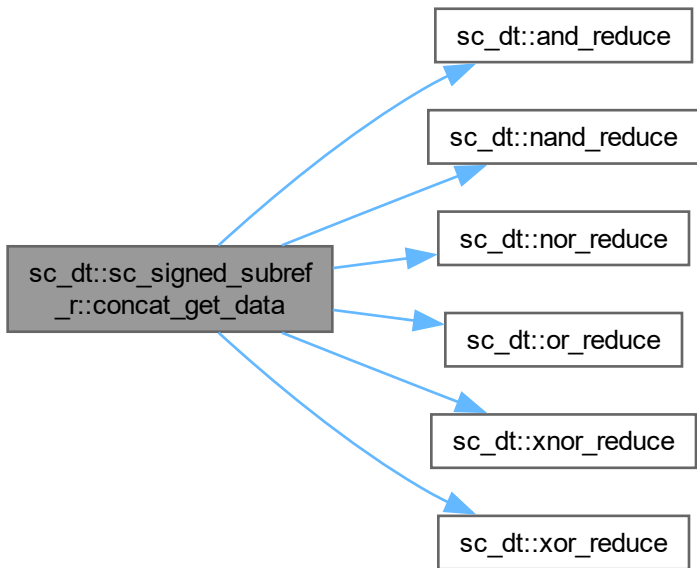 sc_dt::and_reduce
sc_dt::nand_reduce
sc_dt::nor_reduce
sc_dt::sc_signed_subref
_r::concat_get_data
sc_dt::or_reduce
sc_dt::xnor_reduce
sc_dt::xor_reduce